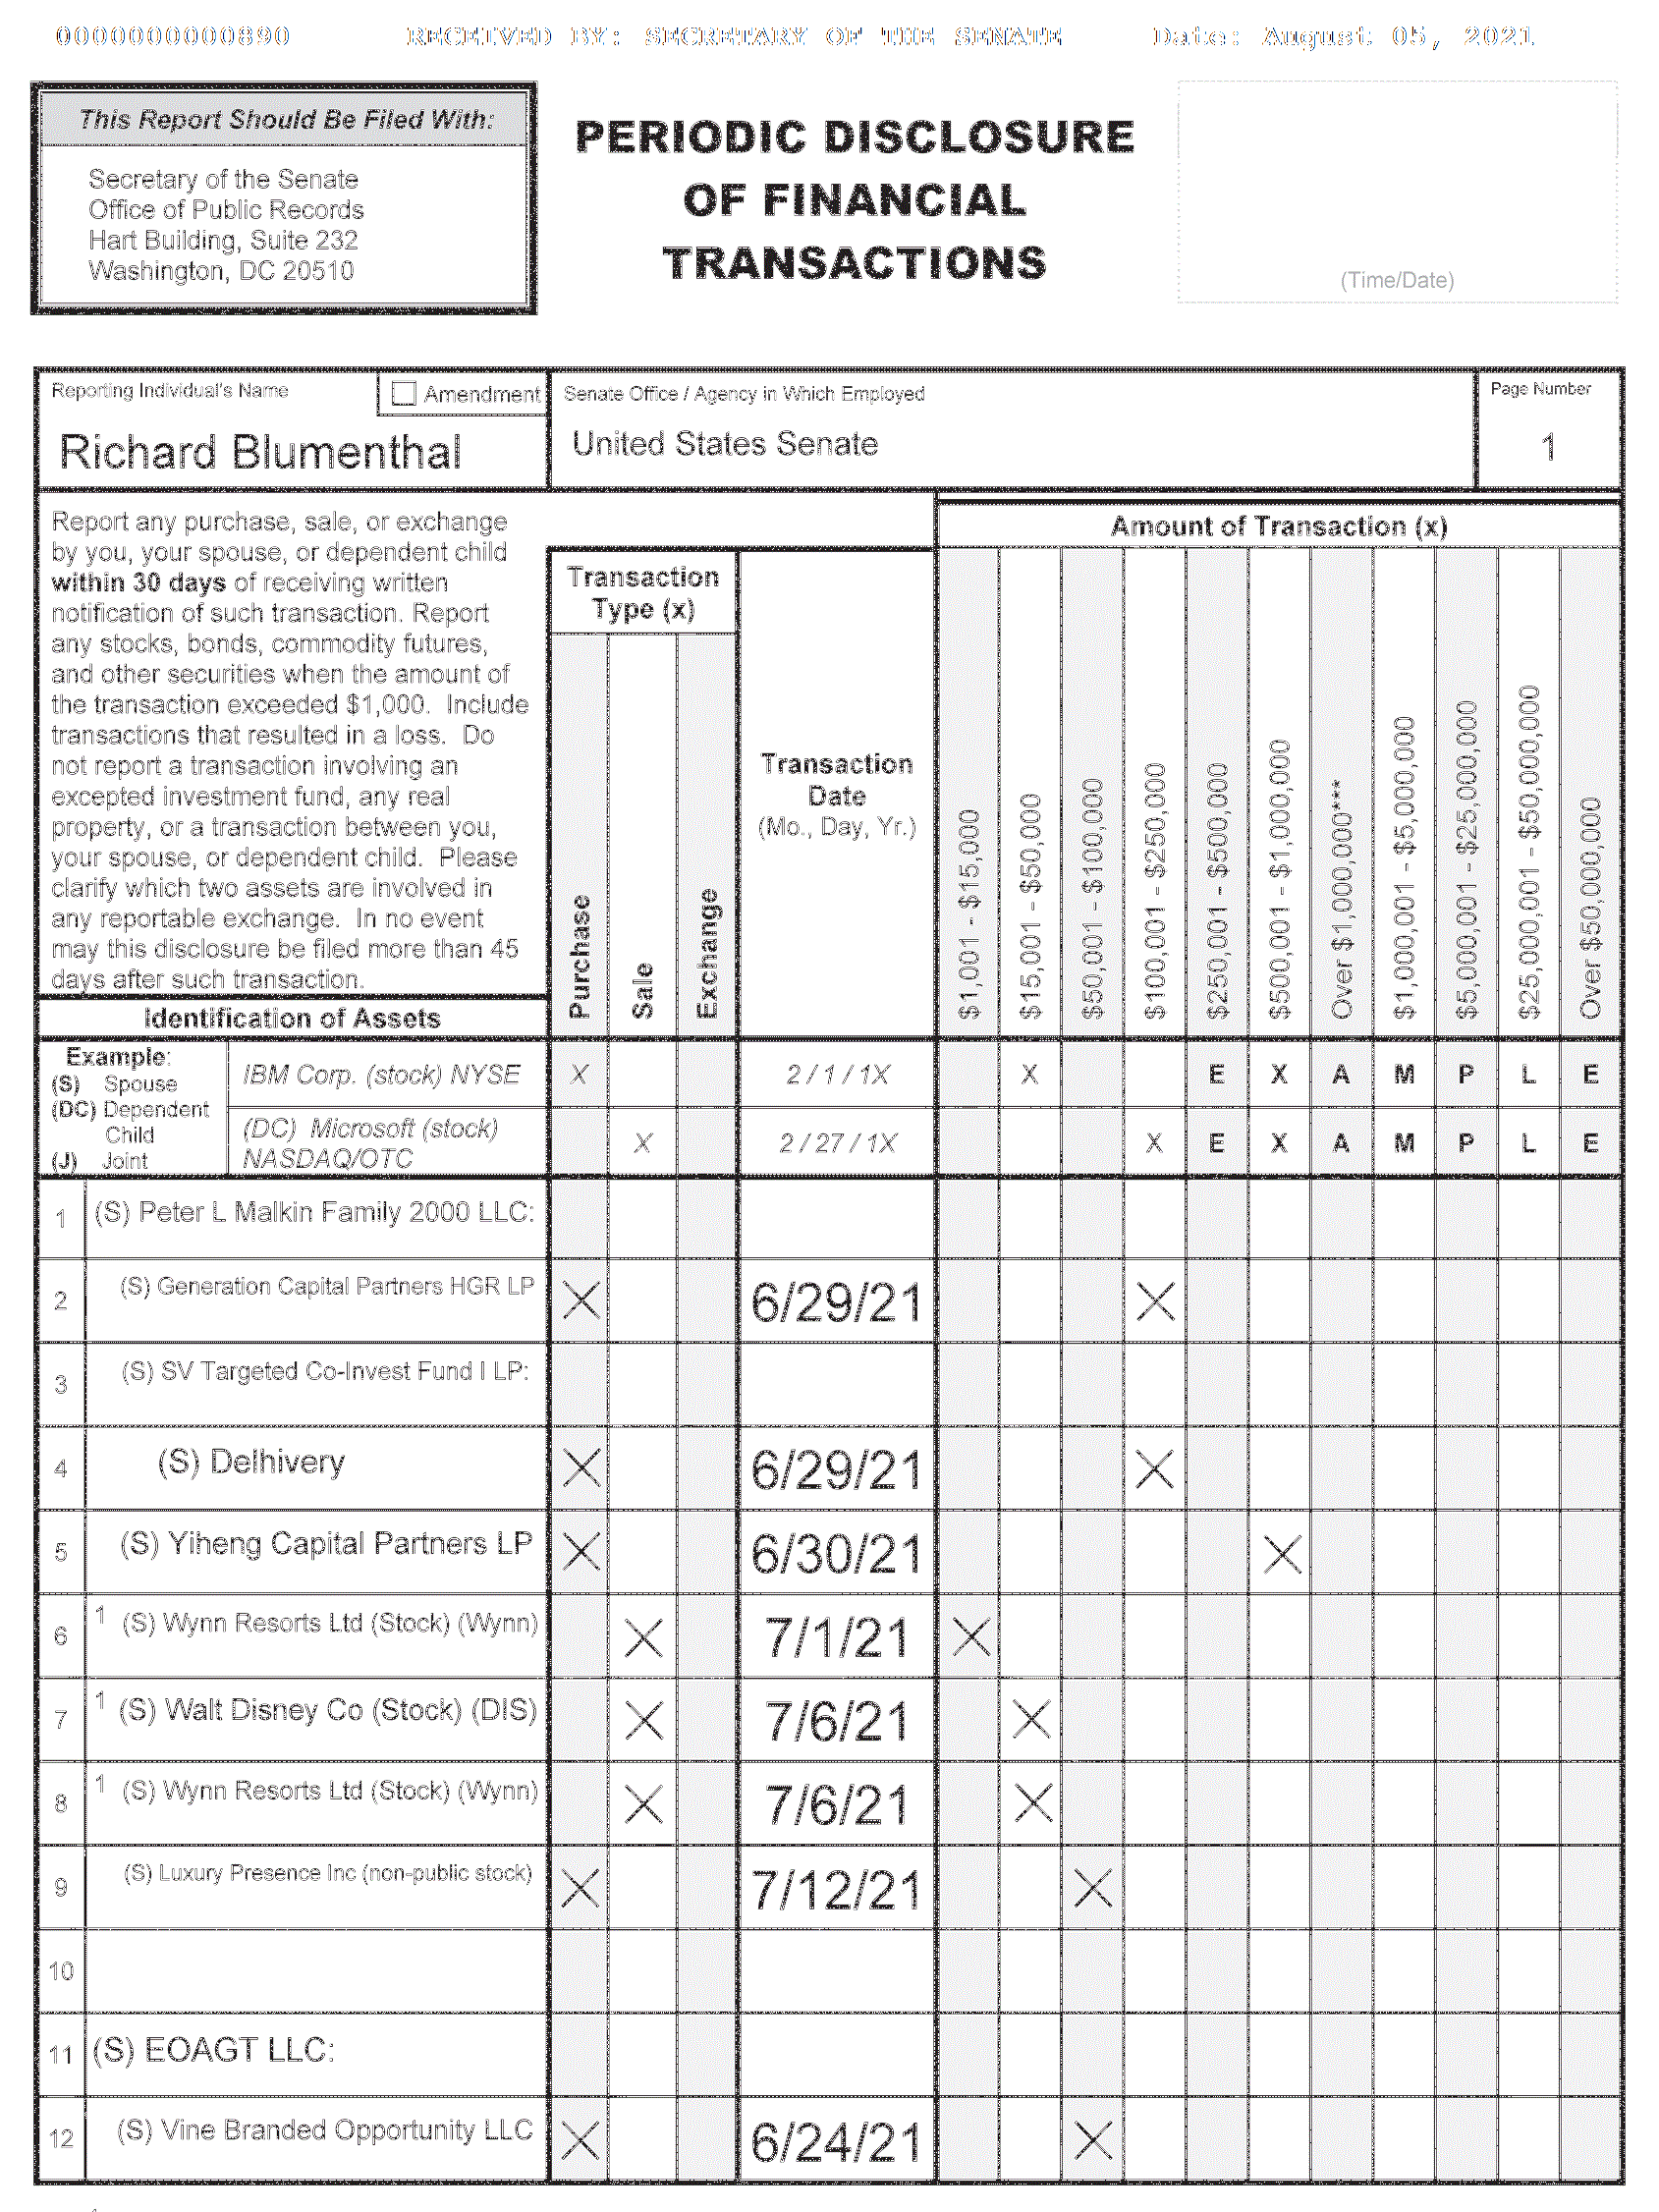 0000000000890 RECEIVED BY: SECRETARY OF THE SENATE Date: August 05, 2021
This Report Should Be Filed With:
Secretary of the Senate
Office of Public Records
Hart Building, Suite 232
Washington, DC 20510
PERIODIC DISCLOSURE
OF FINANCIAL
TRANSACTIONS
(Time/Date)
Reporting Individual's Name
Amendment
Richard Blumenthal
Senate Office / Agency in Which Employed
United States Senate
Page Number
1
Report any purchase, sale, or exchange
by you, your spouse, or dependent child
within 30 days of receiving written
notification of such transaction. Report
any stocks, bonds, commodity futures,
and other securities when the amount of
the transaction exceeded $1,000. Include
transactions that resulted in a loss. Do
not report a transaction involving an
excepted investment fund, any real
property, or a transaction between you,
your spouse, or dependent child. Please
clarify which two assets are involved in
any reportable exchange. In no event
may this disclosure be filed more than 45
days after such transaction.
Identification of Assets
Transaction
Type (x)
Purchase
Sale
Exchange
Transaction
Date
(Mo., Day, Yr.)
Amount of Transaction (x)
$1,001 - $15,000
$15,001 - $50,000
$50,001 - $100,000
$100,001 - $250,000
$250,001 - $500,000
$500,001 - $1,000,000
Over $1,000,000***
$1,000,001 - $5,000,000
$5,000,001 - $25,000,000
$25,000,001 - $50,000,000
Over $50,000,000
Example:
(S) Spouse
(DC) Dependent
Child
(J) Joint
IBM Corp. (stock) NYSE X 2 / 1 / 1X X E X A M P L E
(DC) Microsoft (stock)
NASDAQ/OTC X 2 / 27 / 1X X E X A M P L E
1 (S) Peter L Malkin Family 2000 LLC:
2 (S) Generation Capital Partners HGR LP X 6/29/21 X
3 (S) SV Targeted Co-Invest Fund I LP:
4 (S) Delhivery X 6/29/21 X
5 (S) Yiheng Capital Partners LP X 6/30/21 X
6 1 (S) Wynn Resorts Ltd (Stock) (Wynn) X 7/1/21 X
7 1 (S) Walt Disney Co (Stock) (DIS) X 7/6/21 X
8 1 (S) Wynn Resorts Ltd (Stock) (Wynn) X 7/6/21 X
9 (S) Luxury Presence Inc (non-public stock) X 7/12/21 X
10
11 (S) EOAGT LLC:
12 (S) Vine Branded Opportunity LLC X 6/24/21 X